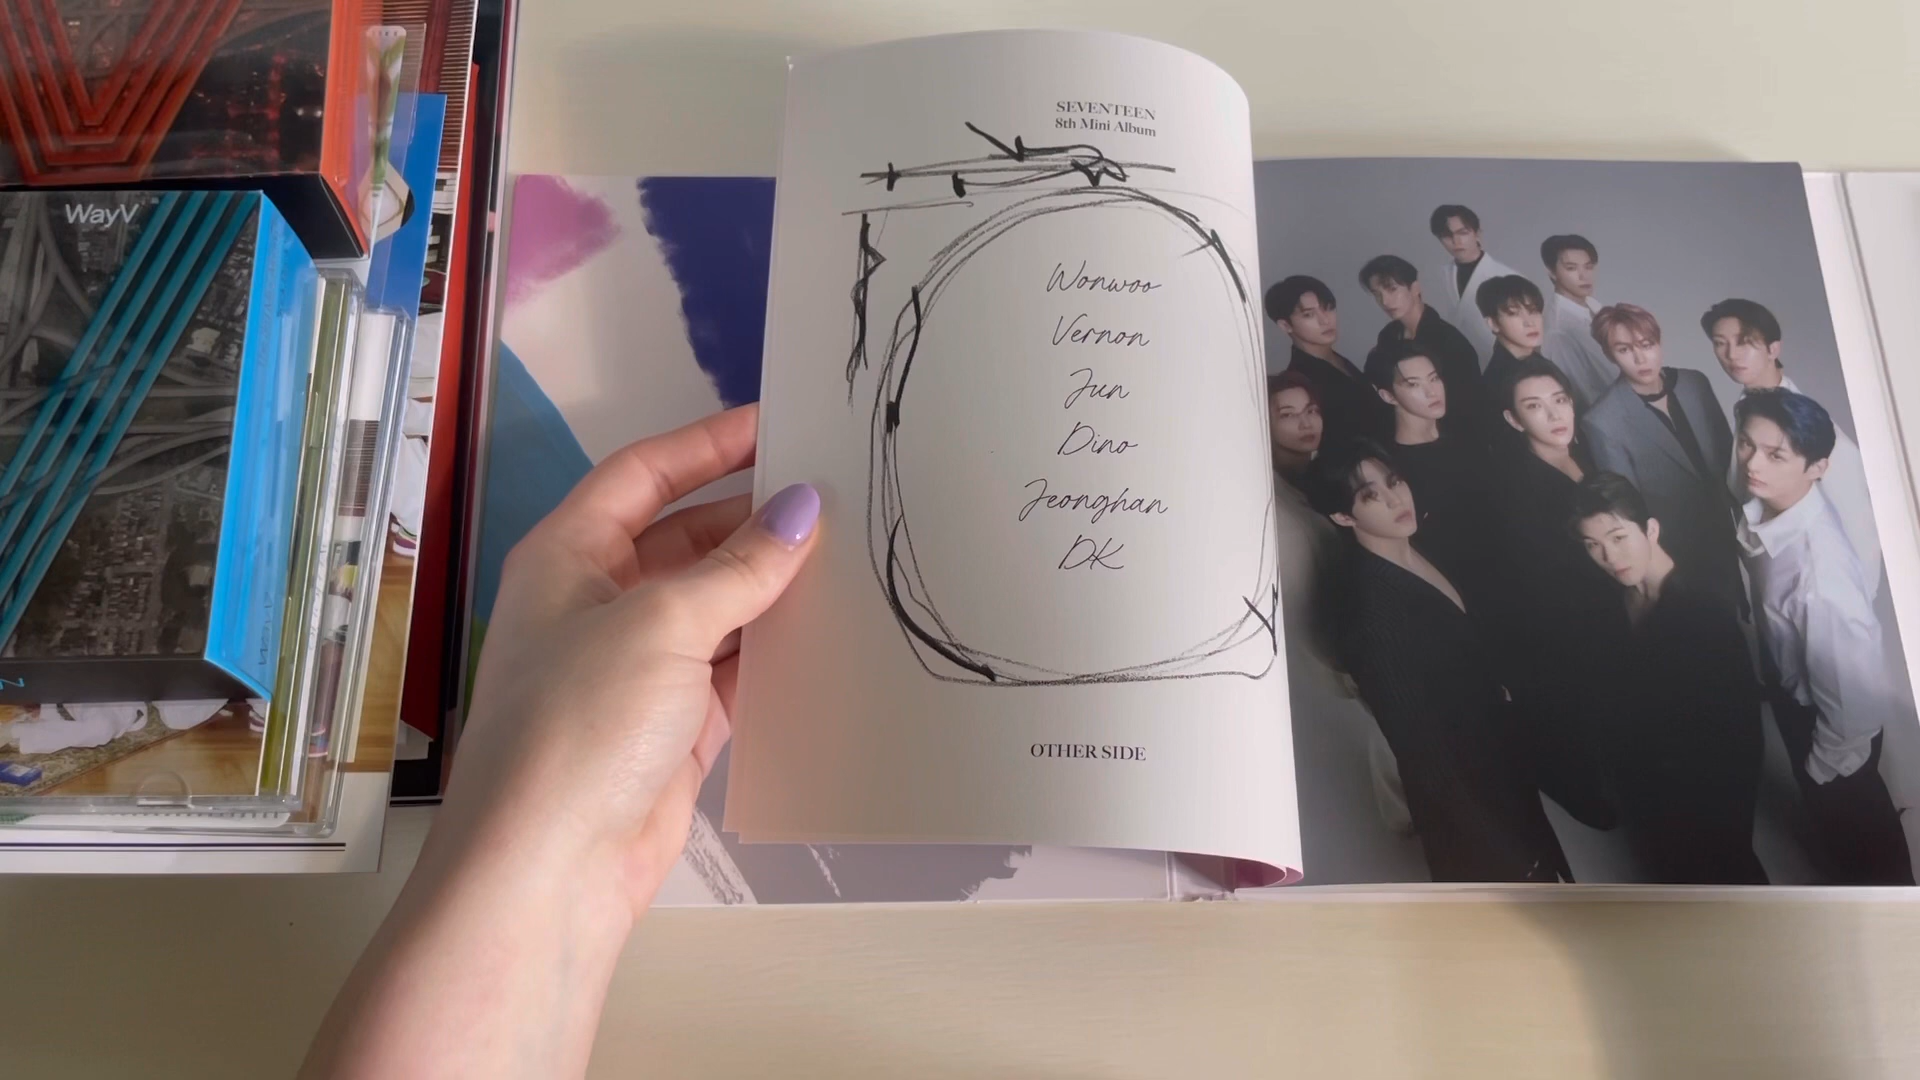 WayV
SEVENTEEN
8th Mini Album
Wonwoo
Vernon
Jun
Dino
Jeonghan
DK
OTHER SIDE